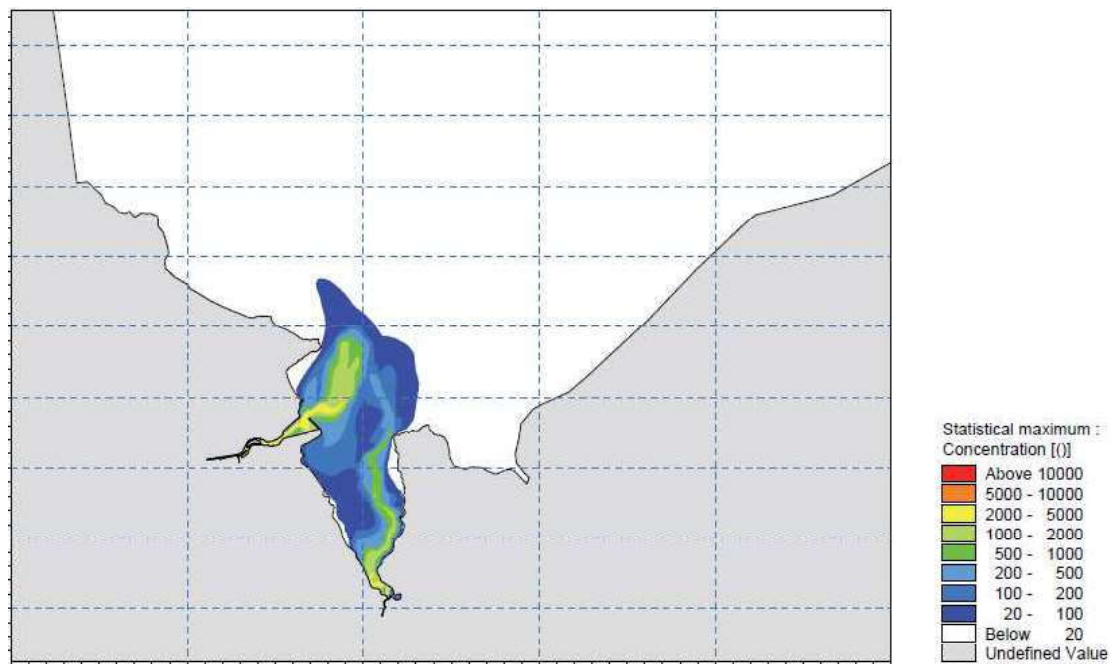 Statistical maximum :
Concentration [()]
Above 10000
5000 - 10000
2000 - 5000
1000 - 2000
500 - 1000
200 - 500
100 - 200
20 - 100
Below 20
Undefined Value